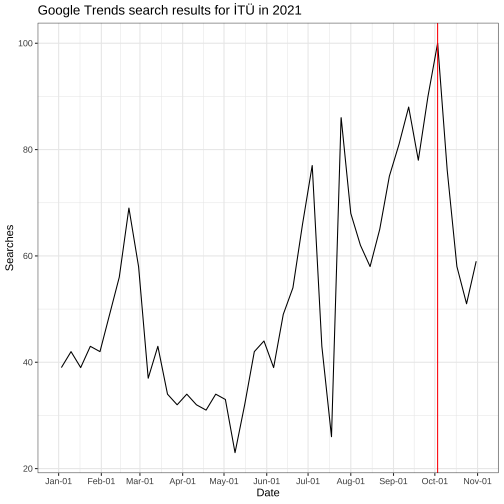 Google Trends search results for İTÜ in 2021
100
80
60
40
20
Searches
Jan-01 Feb-01 Mar-01 Apr-01 May-01 Jun-01 Jul-01 Aug-01 Sep-01 Oct-01 Nov-01
Date